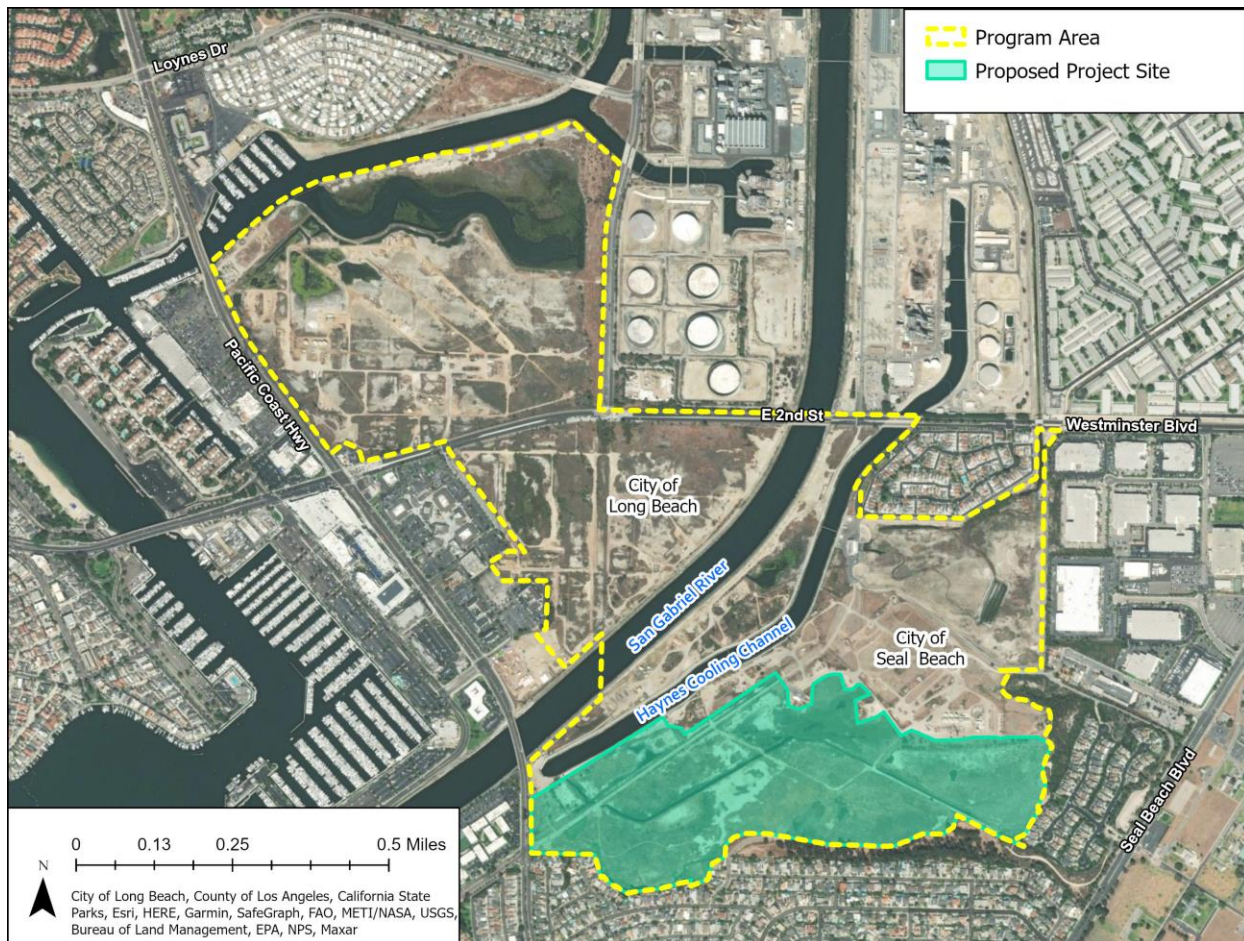 Program Area
Proposed Project Site
Loynes Dr
Pacific Coast Hwy
E 2nd St
Westminster Blvd
City of
Long Beach
San Gabriel River
City of
Seal Beach
Haynes Cooling Channel
Seal Beach Blvd
0 0.13 0.25 0.5 Miles
N
City of Long Beach, County of Los Angeles, California State
Parks, Esri, HERE, Garmin, SafeGraph, FAO, METI/NASA, USGS,
Bureau of Land Management, EPA, NPS, Maxar